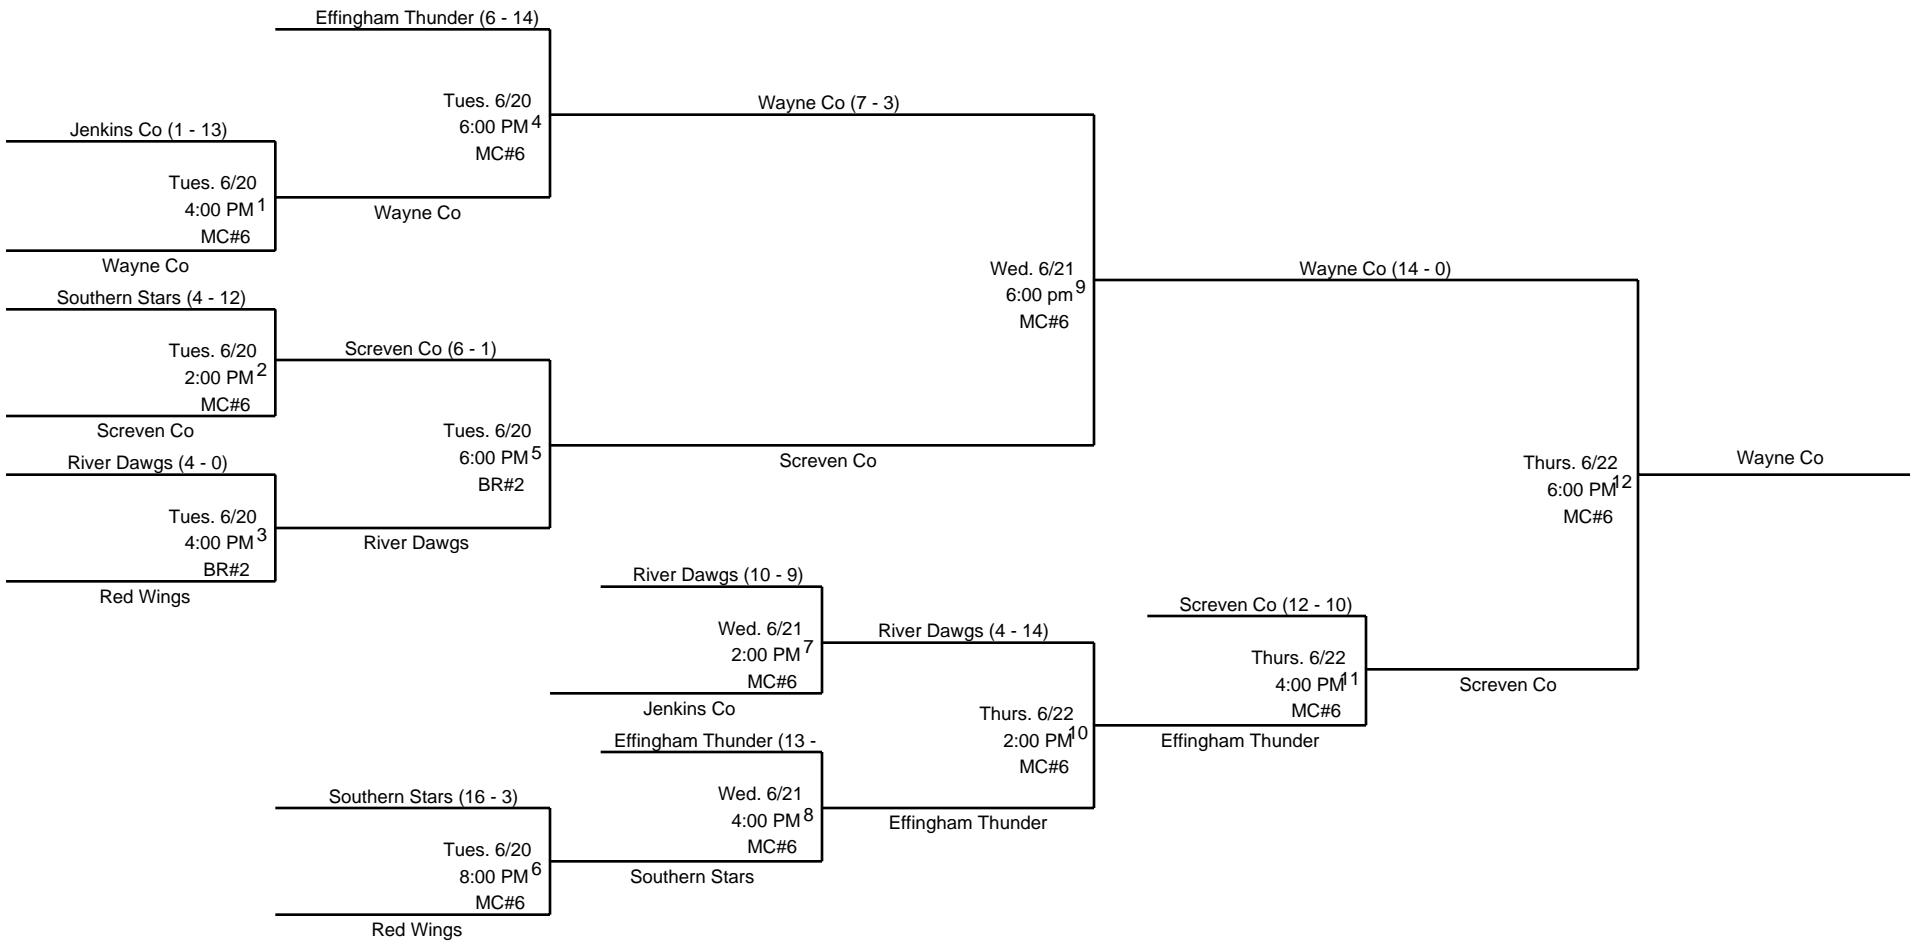 Effingham Thunder (6 - 14)
Tues. 6/20
6:00 PM 4
MC#6
Wayne Co (7 - 3)
Jenkins Co (1 - 13)
Tues. 6/20
4:00 PM 1
MC#6
Wayne Co
Wayne Co
Southern Stars (4 - 12)
Tues. 6/20
2:00 PM 2
MC#6
Screven Co
Screven Co (6 - 1)
Tues. 6/20
6:00 PM 5
BR#2
River Dawgs (4 - 0)
Tues. 6/20
4:00 PM 3
BR#2
Red Wings
River Dawgs
Screven Co
Wed. 6/21
6:00 pm 9
MC#6
Wayne Co (14 - 0)
Thurs. 6/22
6:00 PM 12
MC#6
Wayne Co
River Dawgs (10 - 9)
Wed. 6/21
2:00 PM 7
MC#6
Jenkins Co
River Dawgs (4 - 14)
Thurs. 6/22
2:00 PM 10
MC#6
Screven Co (12 - 10)
Thurs. 6/22
4:00 PM 11
MC#6
Effingham Thunder
Screven Co
Effingham Thunder (13 -
Wed. 6/21
4:00 PM 8
MC#6
Effingham Thunder
Southern Stars (16 - 3)
Tues. 6/20
8:00 PM 6
MC#6
Red Wings
Southern Stars